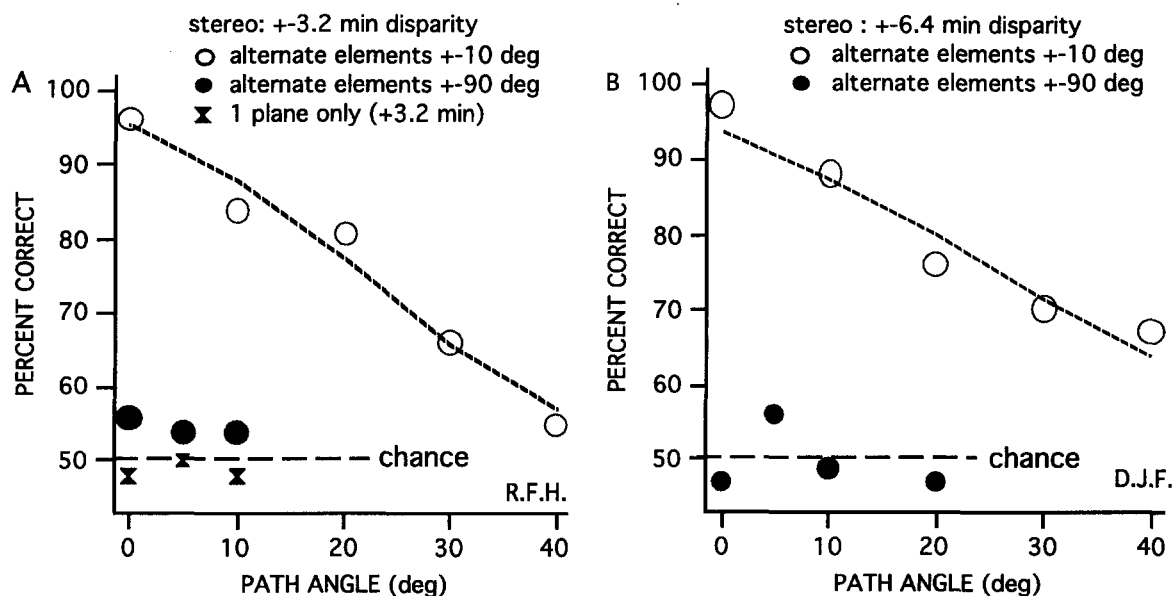 stereo: +-3.2 min disparity
alternate elements +-10 deg
alternate elements +-90 deg
1 plane only (+3.2 min)
A
100
90
80
70
60
50
PERCENT CORRECT
chance
R.F.H.
0 10 20 30 40
PATH ANGLE (deg)
stereo : +-6.4 min disparity
alternate elements +-10 deg
alternate elements +-90
B
100
90
80
70
60
50
PERCENT CORRECT
chance
D.J.F.
0 10 20 30 40
PATH ANGLE (deg)